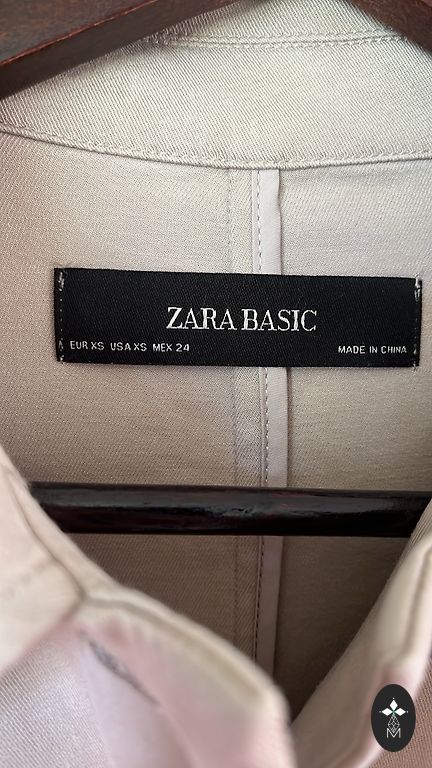 ZARA BASIC
EUR XS USA XS MEX 24
MADE IN CHINA
M